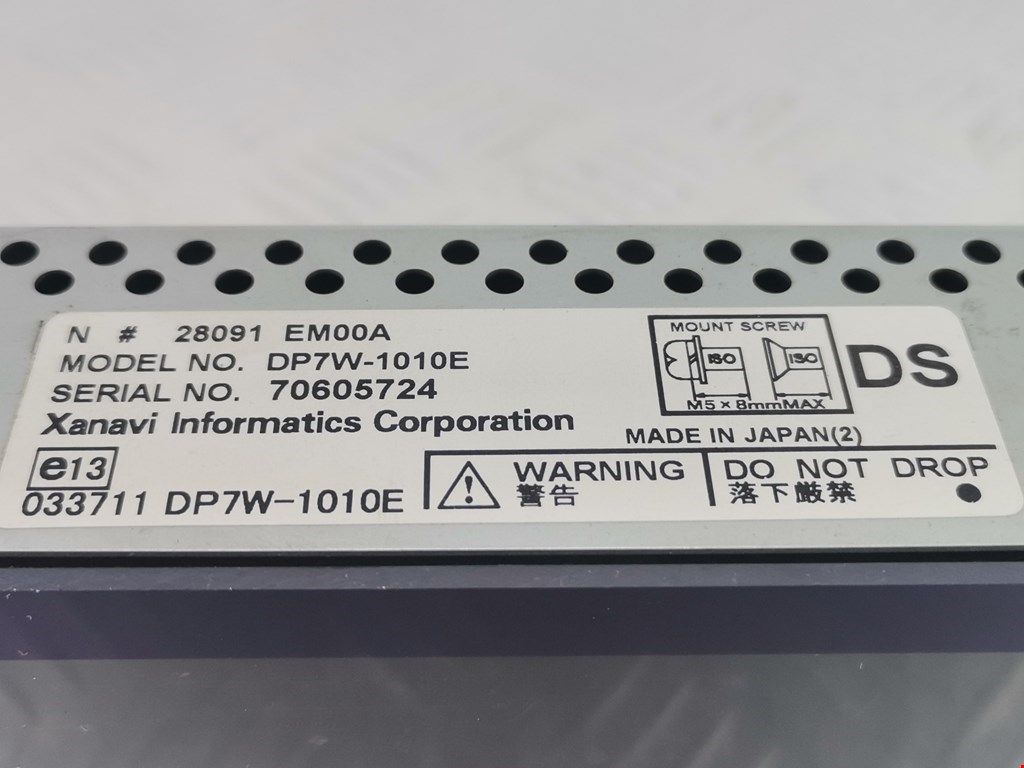 N # 28091 EM00A
MODEL NO. DP7W-1010E
SERIAL NO. 70605724
Xanavi Informatics Corporation
e13
033711 DP7W-1010E
MOUNT SCREW
ISO ISO
M5×8mmMAX
DS
MADE IN JAPAN(2)
WARNING
警告
DO NOT DROP
落下厳禁